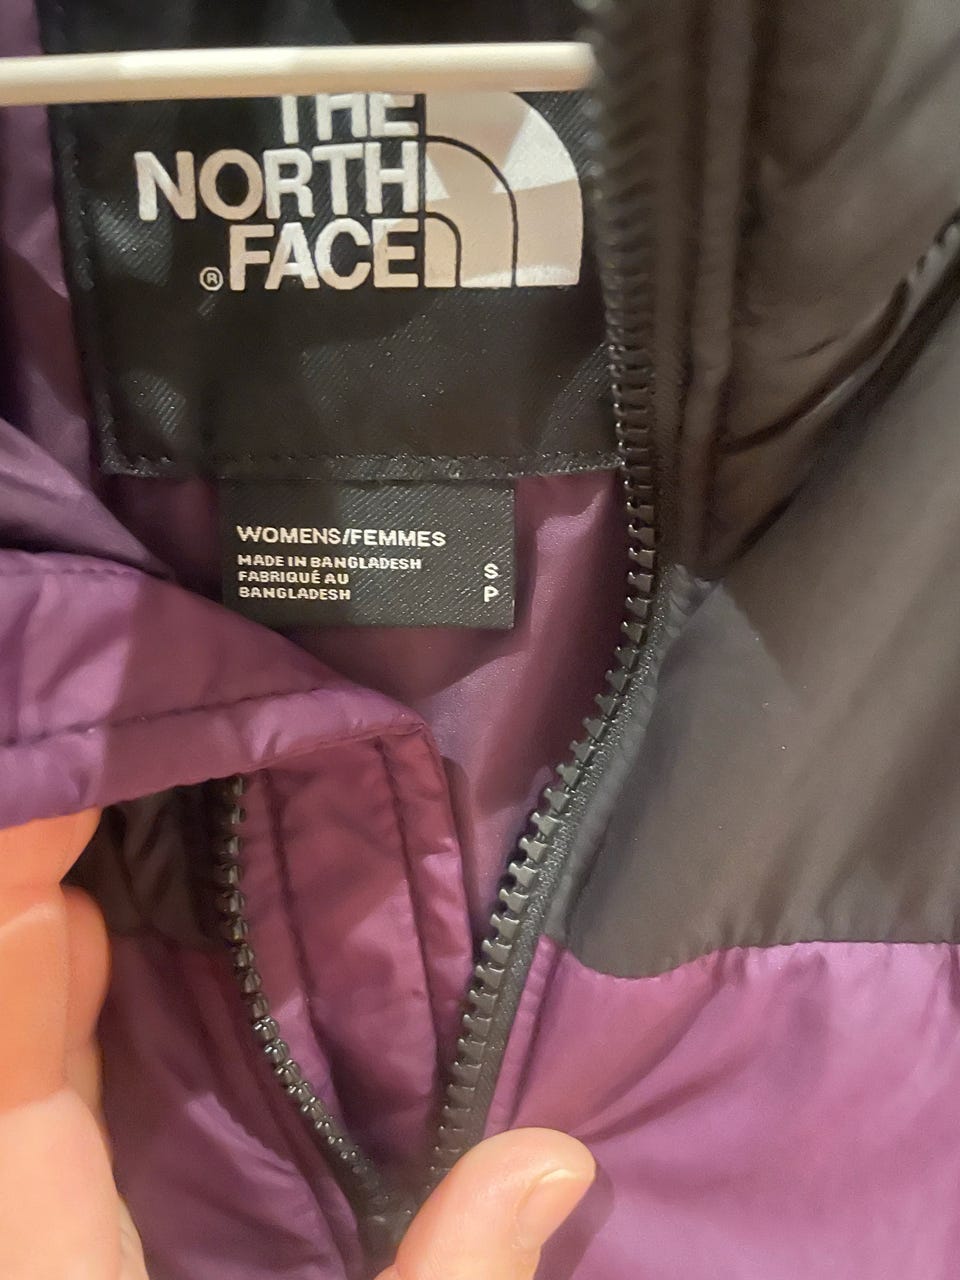 THE
NORTH
®FACE
WOMENS/FEMMES
MADE IN BANGLADESH
FABRIQUÉ AU
BANGLADESH
S
P